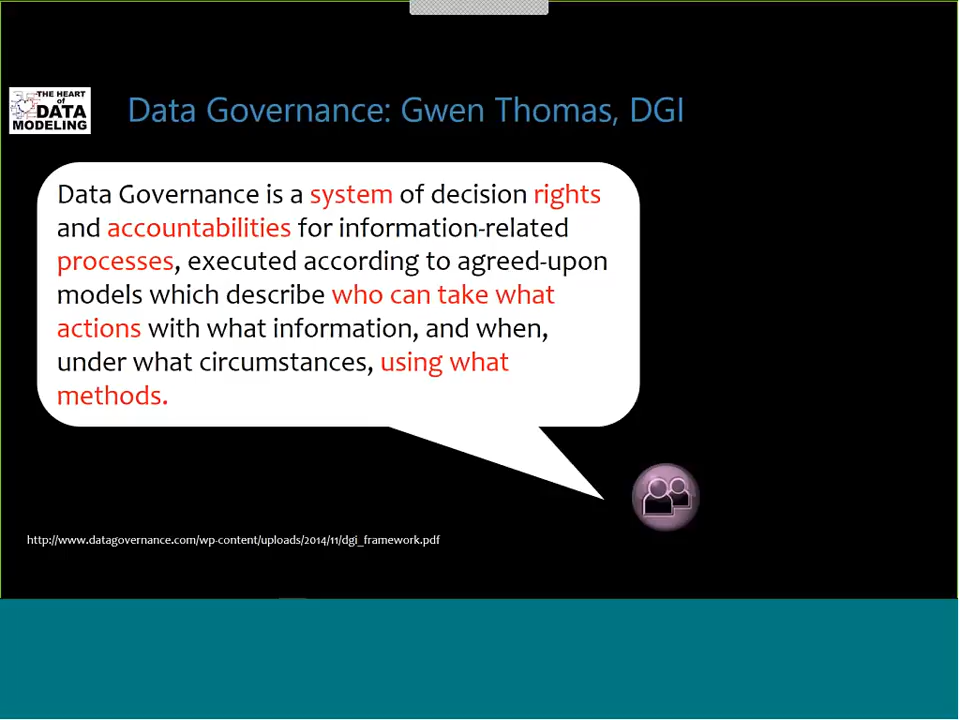 THE HEART
of
DATA
MODELING
Data Governance: Gwen Thomas, DGI
Data Governance is a system of decision rights
and accountabilities for information-related
processes, executed according to agreed-upon
models which describe who can take what
actions with what information, and when,
under what circumstances, using what
methods.
http://www.datagovernance.com/wp-content/uploads/2014/11/dgi_framework.pdf